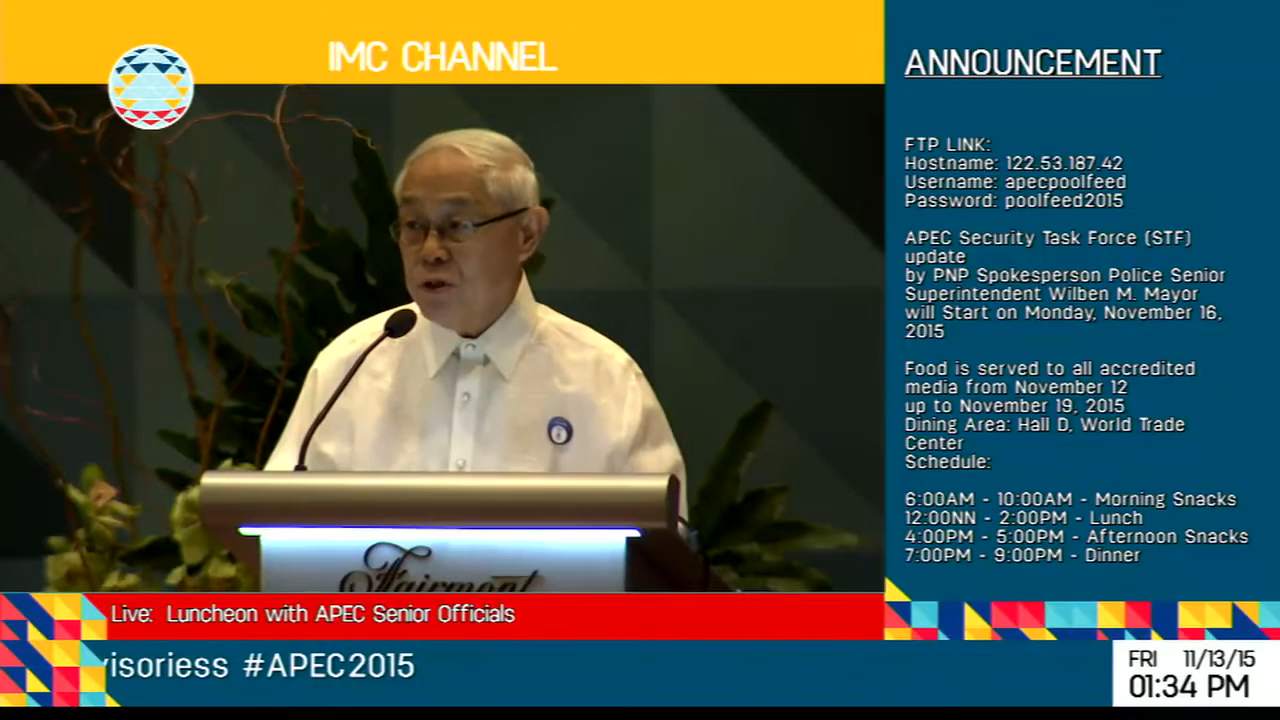 IMC CHANNEL
ANNOUNCEMENT
FTP LINK:
Hostname: 122.53.187.42
Username: apecpoolfeed
Password: poolfeed2015
APEC Security Task Force (STF)
update
by PNP Spokesperson Police Senior
Superintendent Wilben M. Mayor
will Start on Monday, November 16,
2015
Food is served to all accredited
media from November 12
up to November 19, 2015
Dining Area: Hall D, World Trade
Center
Schedule:
6:00AM - 10:00AM - Morning Snacks
12:00NN - 2:00PM - Lunch
4:00PM - 5:00PM - Afternoon Snacks
7:00PM - 9:00PM - Dinner
Fairmont
Live: Luncheon with APEC Senior Officials
visoriess #APEC2015
FRI 11/13/15
01:34 PM